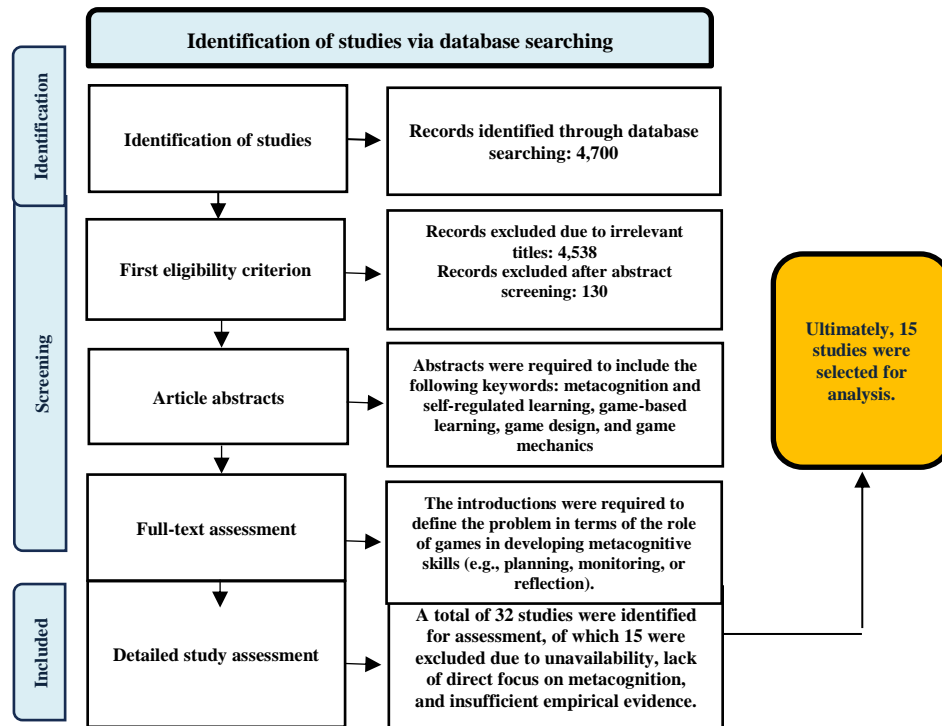 Identification of studies via database searching
Identification
Identification of studies
Records identified through database
searching: 4,700
Screening
First eligibility criterion
Records excluded due to irrelevant
titles: 4,538
Records excluded after abstract
screening: 130
Article abstracts
Abstracts were required to include the
following keywords: metacognition and
self-regulated learning, game-based
learning, game design, and game
mechanics
Full-text assessment
The introductions were required to
define the problem in terms of the role
of games in developing metacognitive
skills (e.g., planning, monitoring, or
reflection).
Included
Detailed study assessment
A total of 32 studies were identified
for assessment, of which 15 were
excluded due to unavailability, lack
of direct focus on metacognition,
and insufficient empirical evidence.
Ultimately, 15
studies were
selected for
analysis.